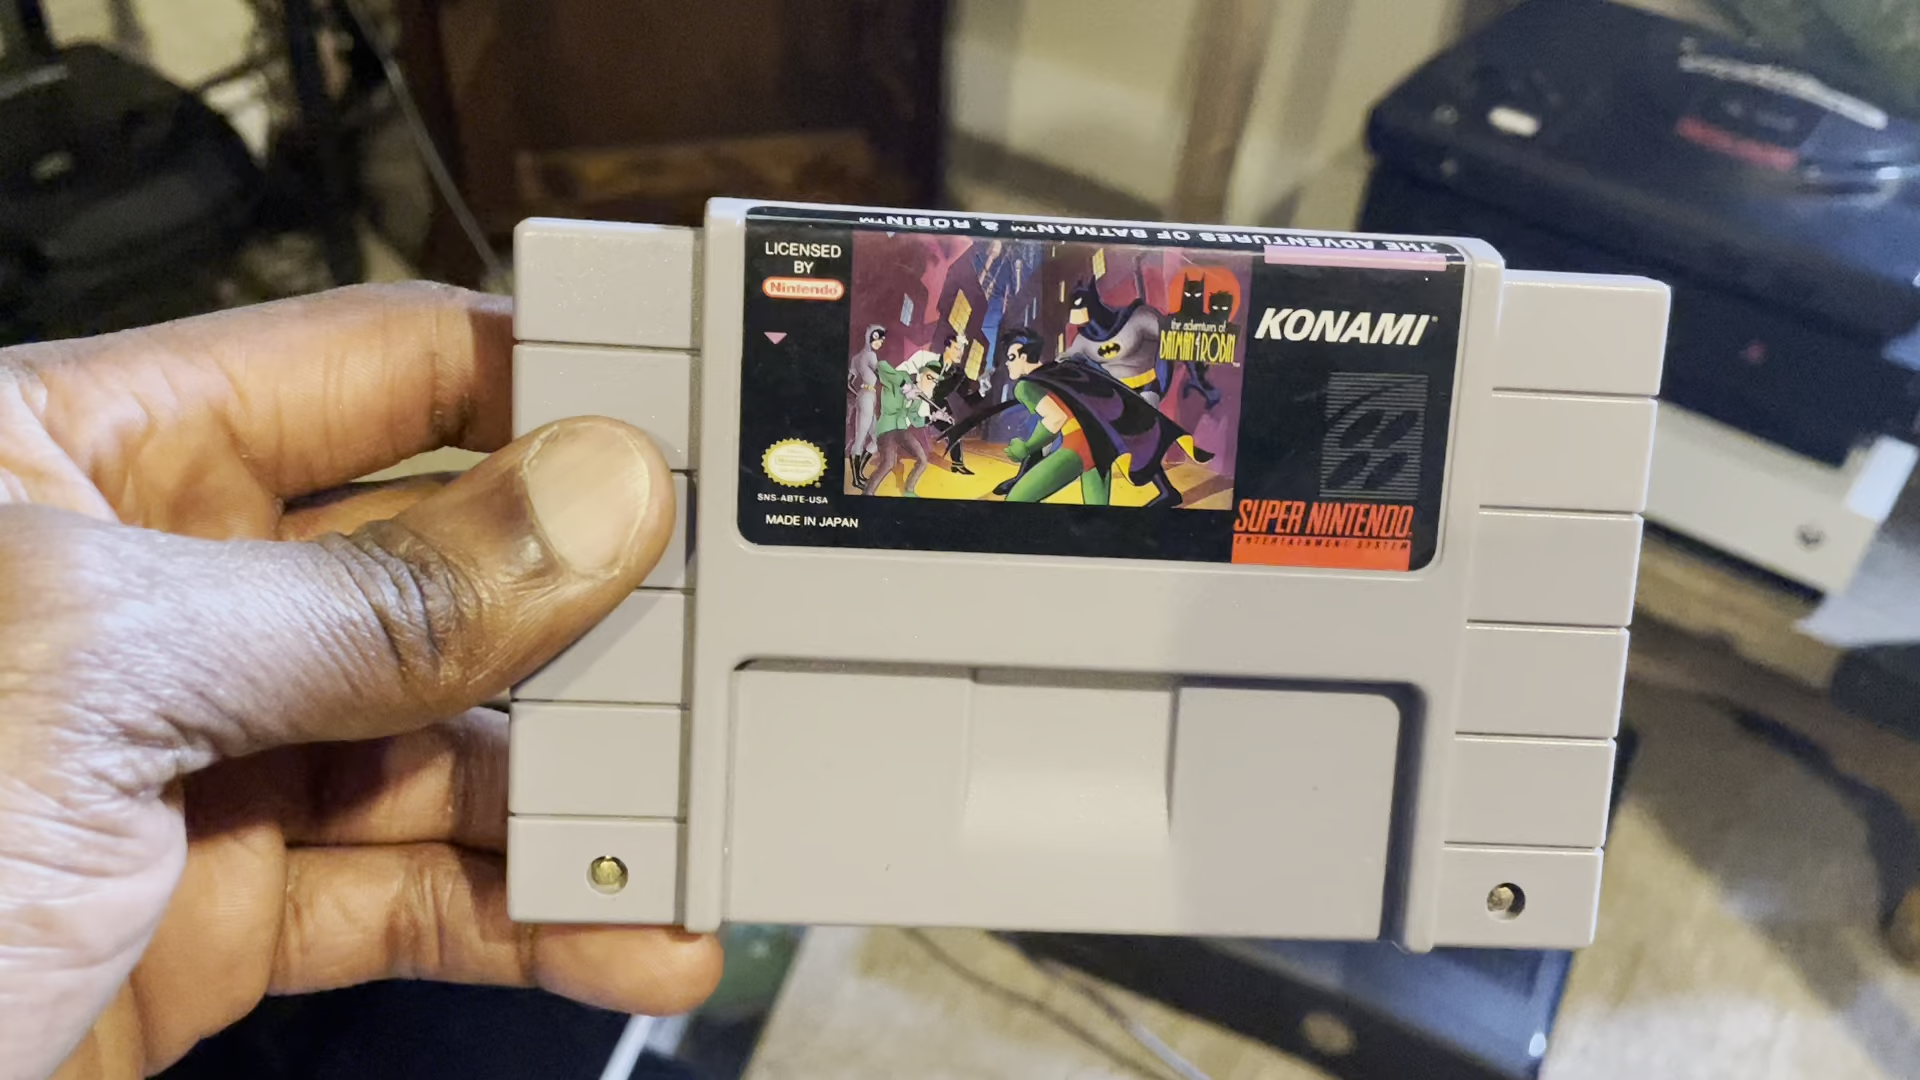 THE ADVENTURES OF BATMAN™ & ROBIN™
LICENSED
BY
Nintendo
the adventures of
BATMAN & ROBIN
KONAMI®
SNS-ABTE-USA
MADE IN JAPAN
SUPER NINTENDO
ENTERTAINMENT SYSTEM